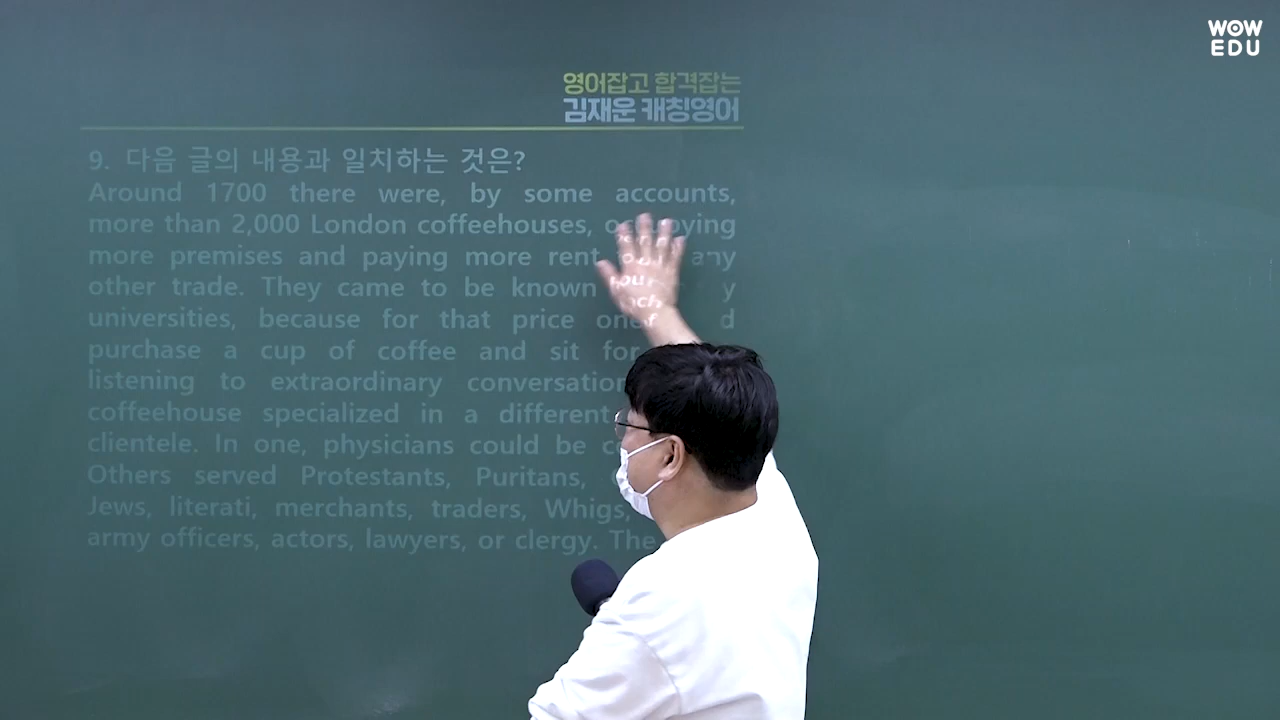 WOW
EDU
영어잡고 합격잡는
김재운 캐칭영어
9. 다음 글의 내용과 일치하는 것은?
Around 1700 there were, by some accounts,
more than 2,000 London coffeehouses,
more premises and paying more rent any
other trade. They came to be known
universities, because for that price
purchase a cup of coffee and sit for
listening to extraordinary
coffeehouse specialized in a different
clientele. In one, physicians could be
Others served Protestants, Puritans,
Jews, literati, merchants, traders, Whigs,
army officers, actors, lawyers, or clergy.